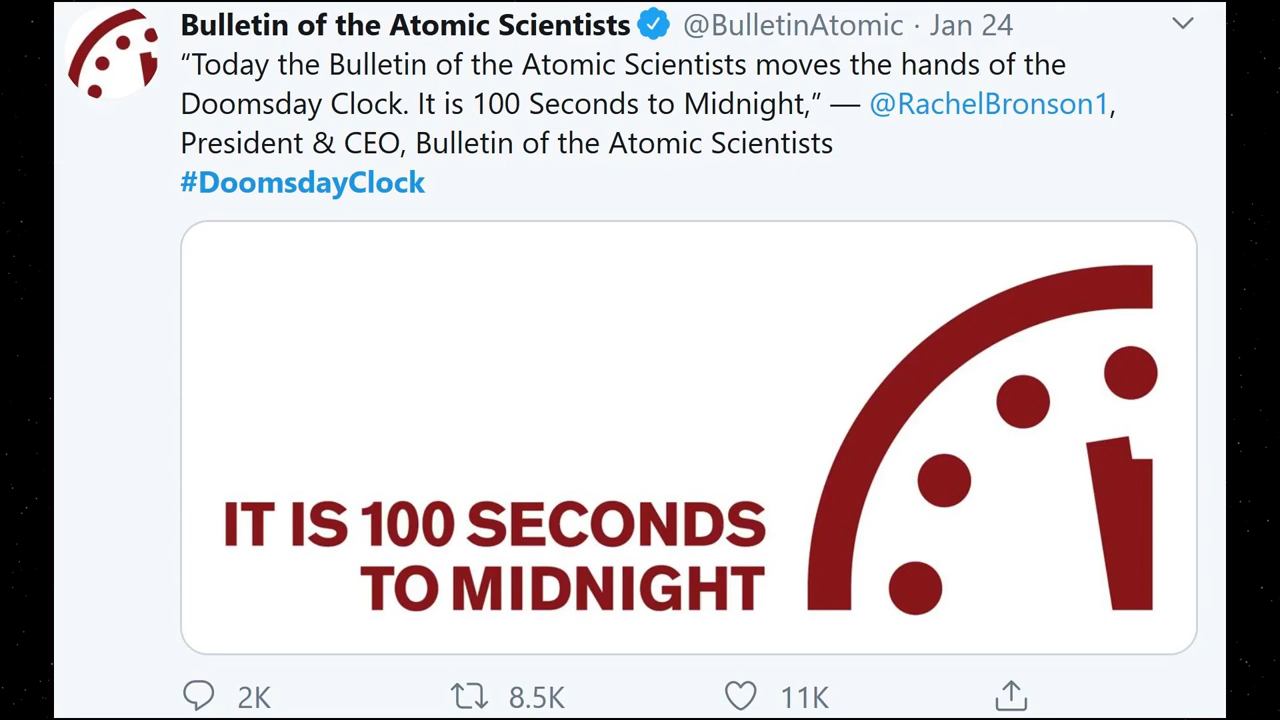 Bulletin of the Atomic Scientists @BulletinAtomic · Jan 24
“Today the Bulletin of the Atomic Scientists moves the hands of the
Doomsday Clock. It is 100 Seconds to Midnight,” — @RachelBronson1,
President & CEO, Bulletin of the Atomic Scientists
#DoomsdayClock
IT IS 100 SECONDS
TO MIDNIGHT
2K 8.5K 11K